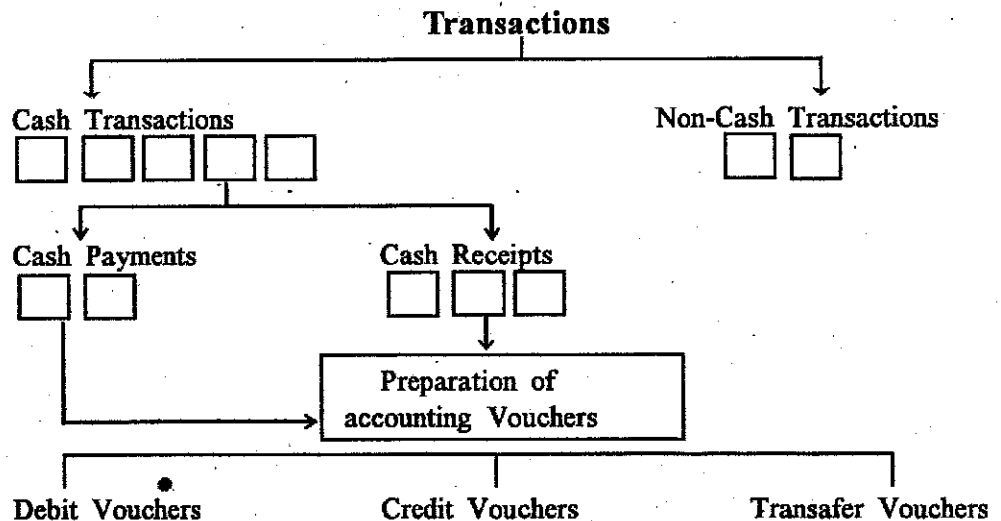 Transactions
Cash Transactions
Non-Cash Transactions
Cash Payments
Cash Receipts
Preparation of
accounting Vouchers
Debit Vouchers
Credit Vouchers
Transafer Vouchers